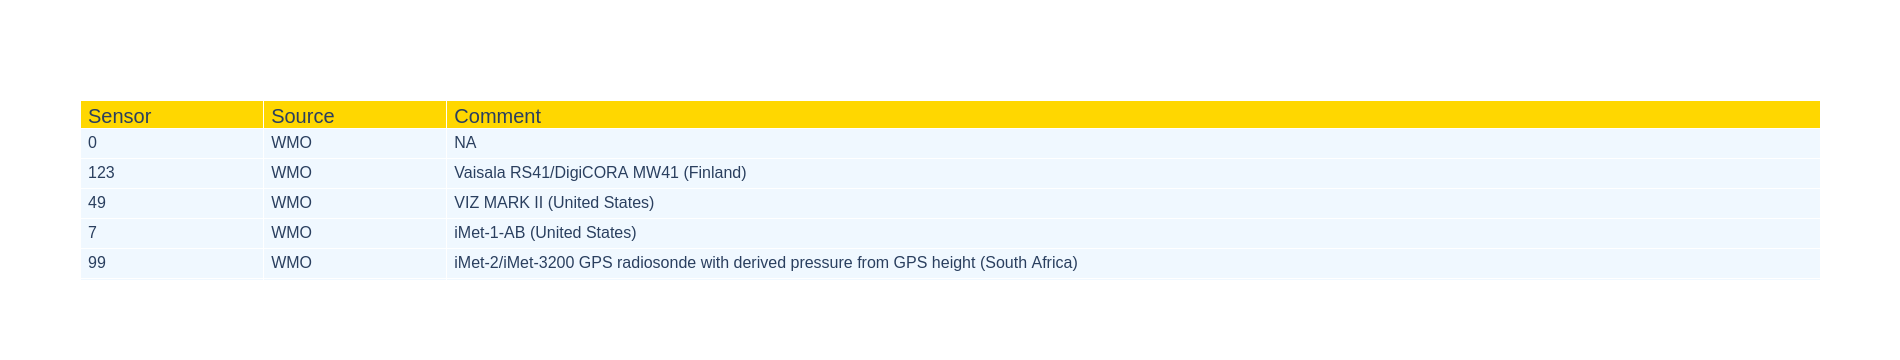 Sensor Source Comment
0 WMO NA
123 WMO Vaisala RS41/DigiCORA MW41 (Finland)
49 WMO VIZ MARK II (United States)
7 WMO iMet-1-AB (United States)
99 WMO iMet-2/iMet-3200 GPS radiosonde with derived pressure from GPS height (South Africa)